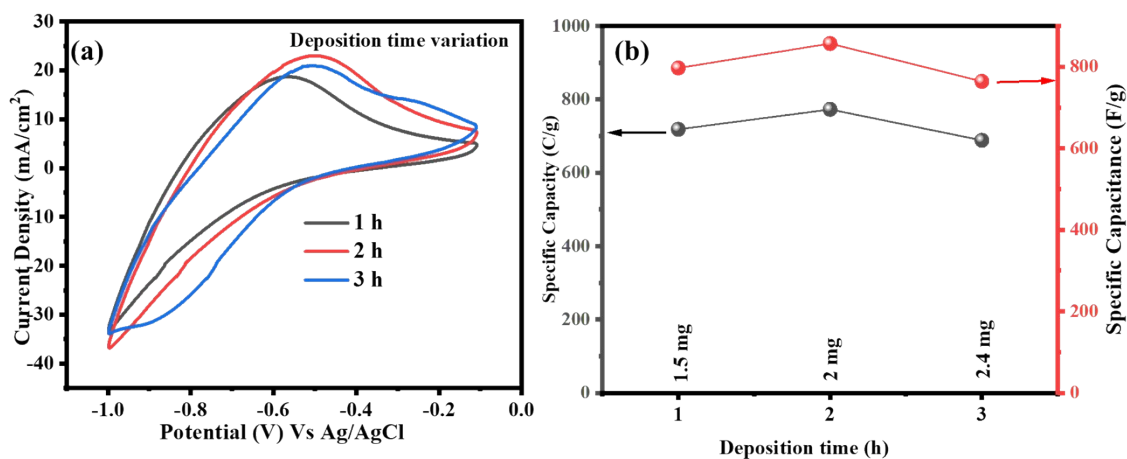 (a)
Deposition time variation
Current Density (mA/cm²)
30
20
10
0
10
20
30
-40
1 h
2 h
3 h
-1.0 -0.8 -0.6 -0.4 -0.2 0.0
Potential (V) Vs Ag/AgCl
(b)
Specific Capacity (C/g)
1000
800
600
400
200
0
1.5 mg
2 mg
2.4 mg
1 2 3
Deposition time (h)
800
600
400
200
0
Specific Capacitance (F/g)